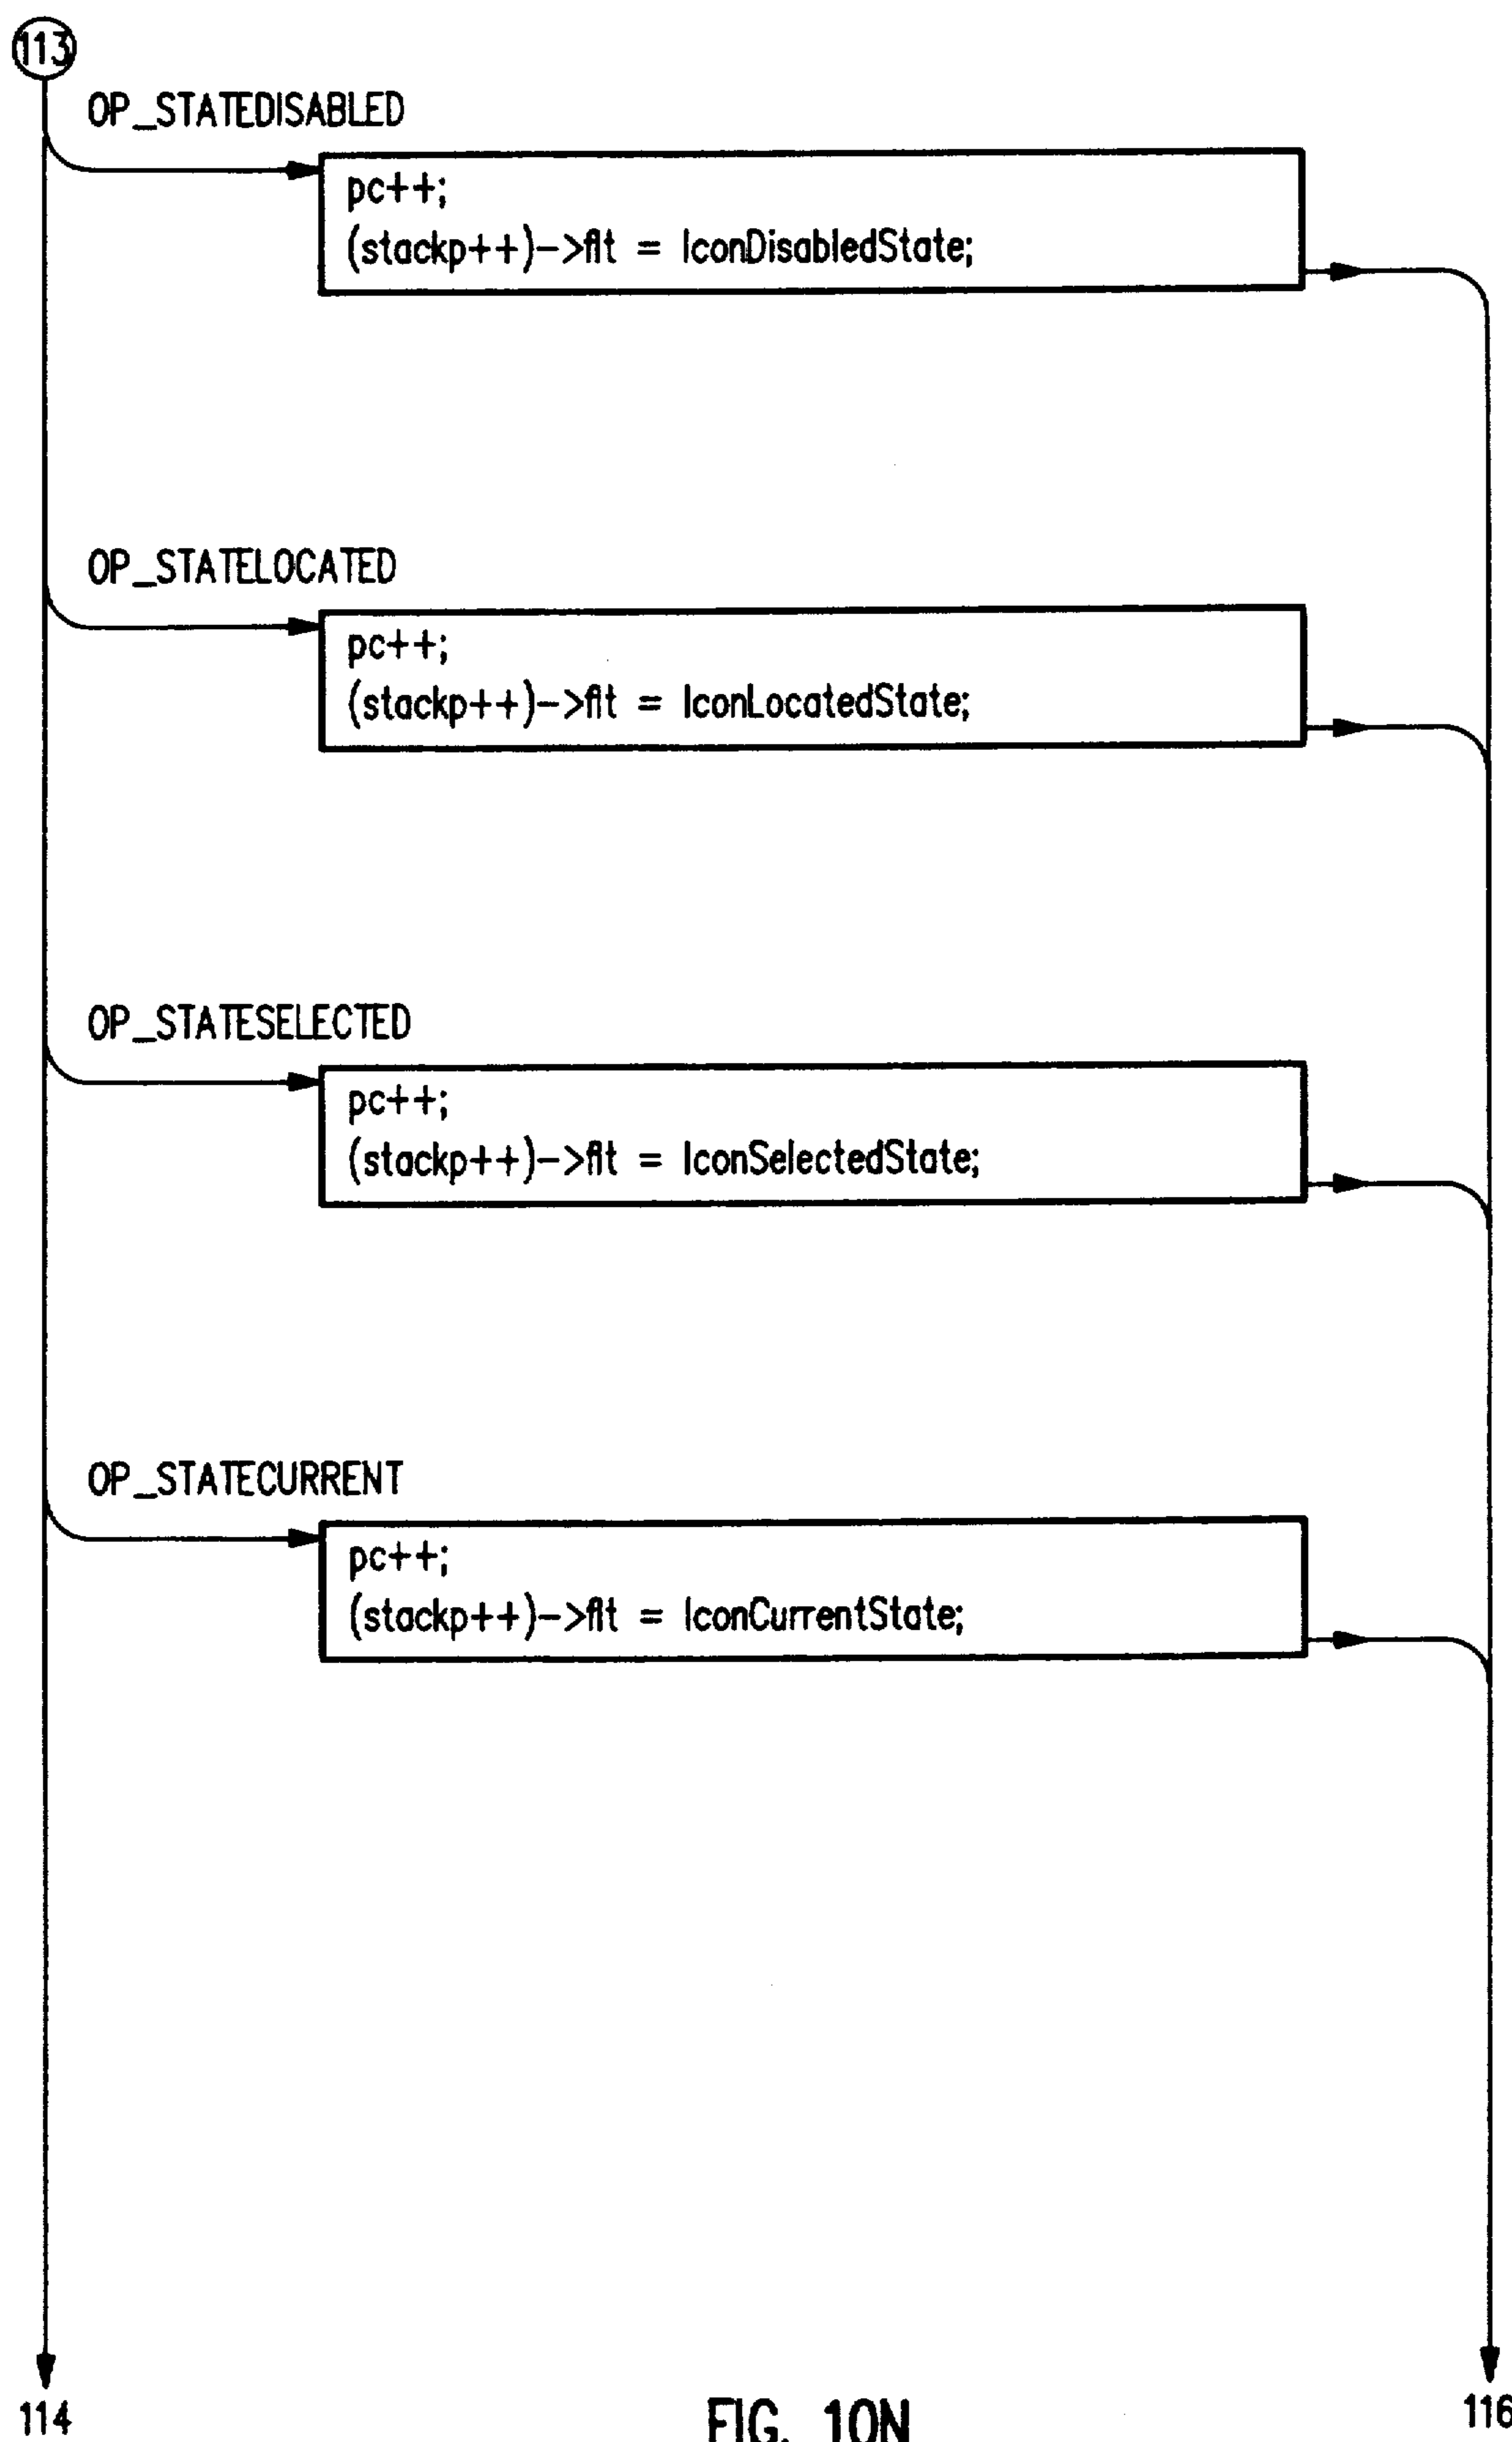 113
OP_STATEDISABLED
pc++;
(stackp++)->flt = IconDisabledState;
OP_STATELOCATED
pc++;
(stackp++)->flt = IconLocatedState;
OP_STATESELECTED
pc++;
(stackp++)->flt = IconSelectedState;
OP_STATECURRENT
pc++;
(stackp++)->flt = IconCurrentState;
114
FIG. 10N
116